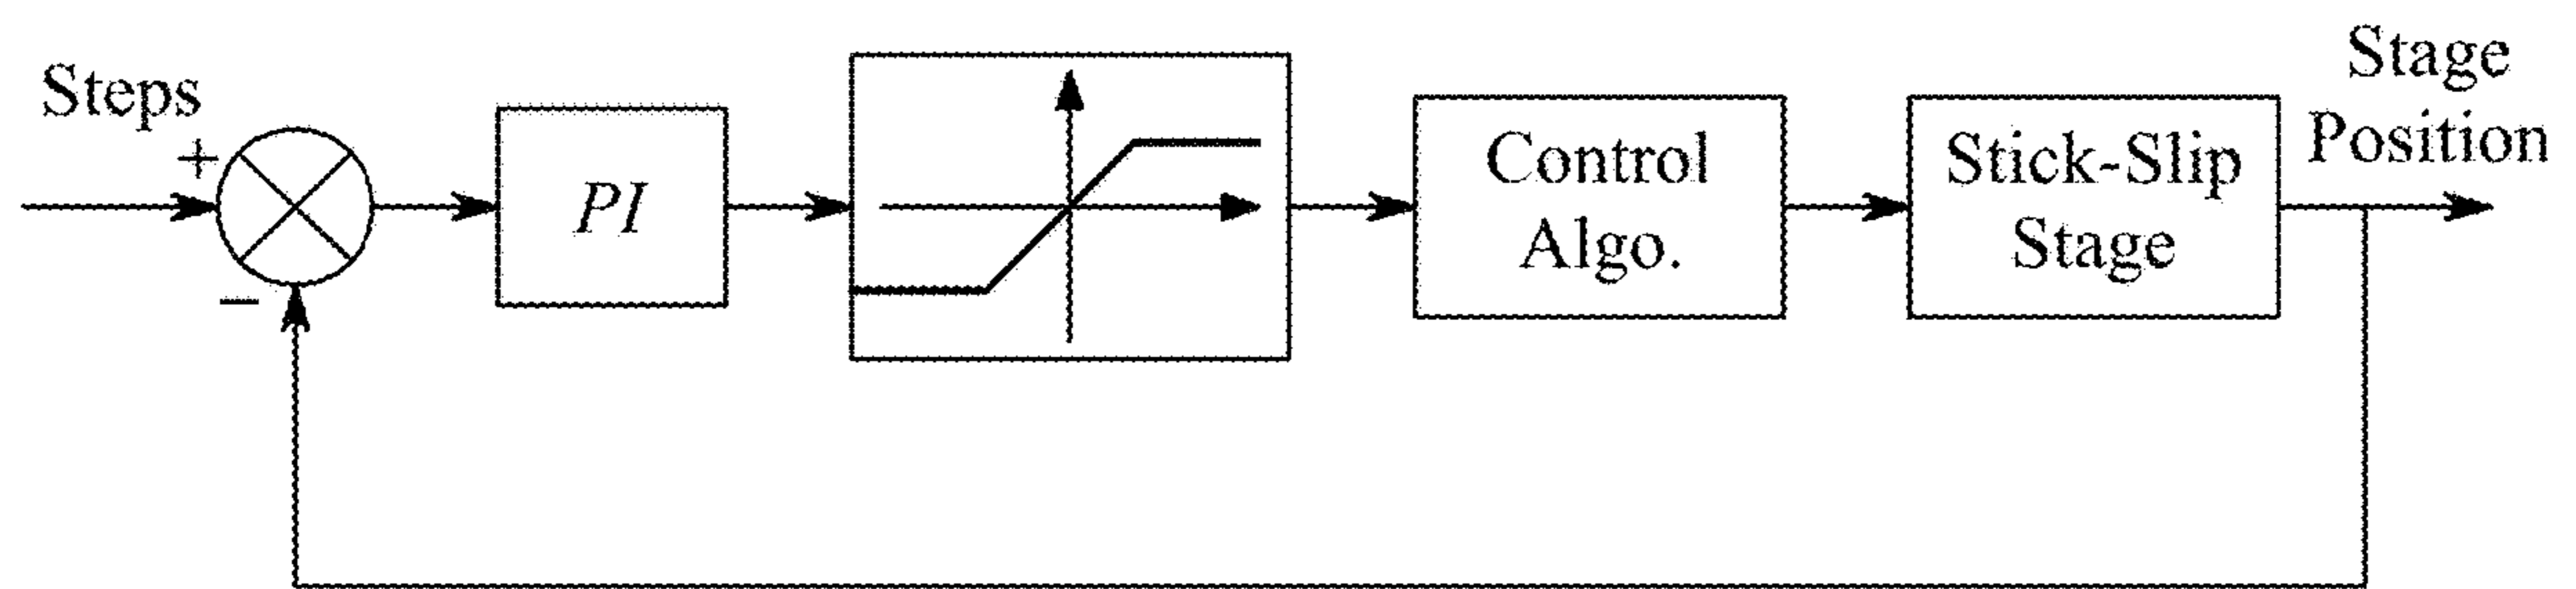 Steps
+
−
PI
Control
Algo.
Stick-Slip
Stage
Stage
Position